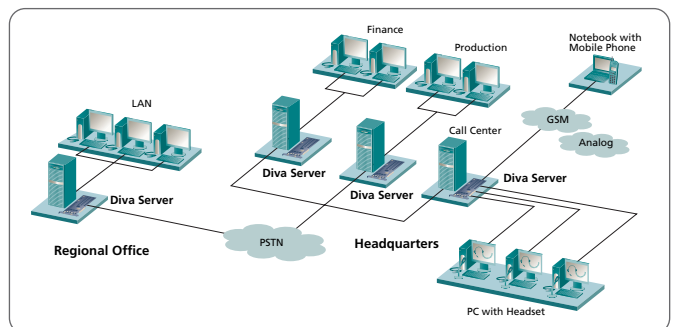 Finance
Production
Notebook with
Mobile Phone
LAN
Call Center
GSM
Analog
Diva Server
Diva Server
Diva Server
Diva Server
Regional Office
PSTN
Headquarters
PC with Headset